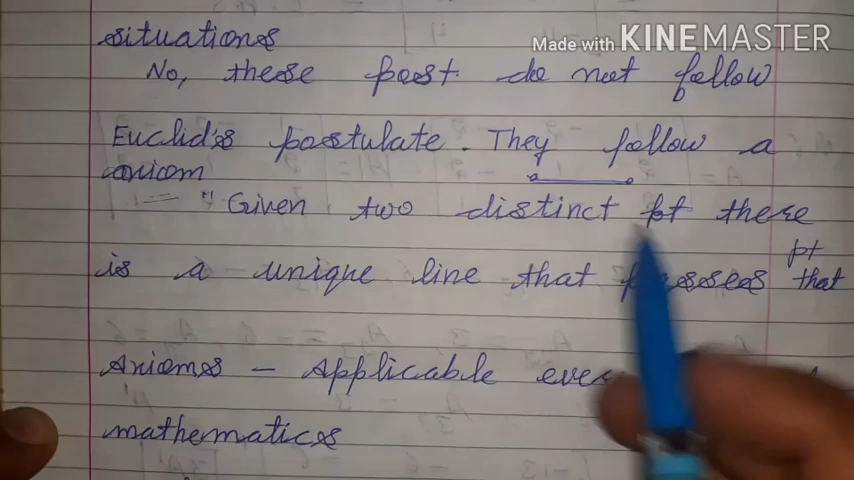 situations
Made with KINEMASTER
No, these post. do not follow
Euclid's postulate. They follow a
axiom
"Given two distinct pt there
pt
is a unique line that passes that
Axioms - Applicable
mathematics